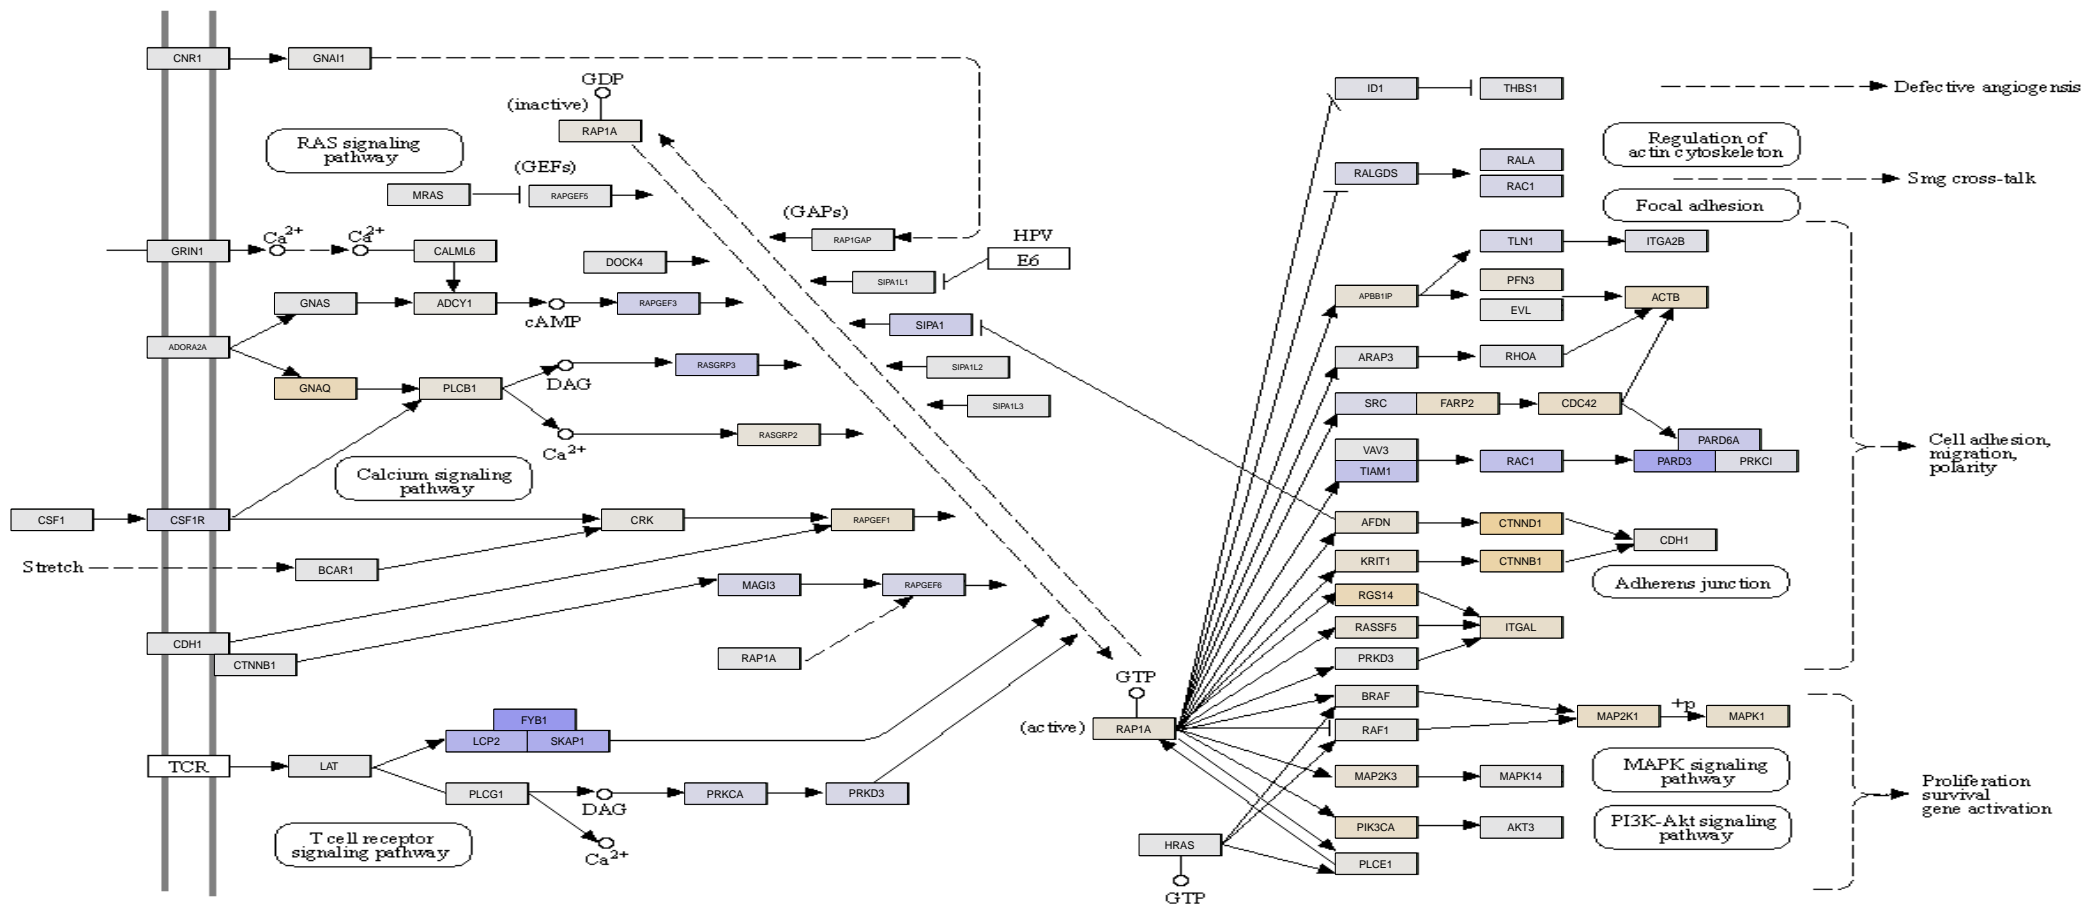 CNR1
GNAI1
GDP
(inactive)
RAP1A
RAS signaling
pathway
(GEFs)
MRAS
RAPGEF5
(GAPs)
RAP1GAP
HPV
E6
GRIN1
Ca2+
Ca2+
CALML6
DOCK4
SIPA1L1
GNAS
ADCY1
cAMP
RAPGEF3
SIPA1
ADORA2A
GNAQ
PLCB1
DAG
RASGRP3
SIPA1L2
SIPA1L3
Ca2+
RASGRP2
Calcium signaling
pathway
CSF1
CSF1R
CRK
RAPGEF1
Stretch
BCAR1
MAGI3
RAPGEF6
CDH1
CTNNB1
RAP1A
GTP
(active)
RAP1A
FYB1
LCP2
SKAP1
TCR
LAT
PLCG1
DAG
PRKCA
PRKD3
Ca2+
T cell receptor
signaling pathway
HRAS
GTP
ID1
THBS1
Defective angiogensis
Regulation of
actin cytoskeleton
RALGDS
RALA
RAC1
Smg cross-talk
Focal adhesion
TLN1
ITGA2B
APBB1IP
PFN3
EVL
ACTB
ARAP3
RHOA
SRC
FARP2
CDC42
PARD6A
PARD3
PRKCI
VAV3
TIAM1
RAC1
Cell adhesion,
migration,
polarity
AFDN
CTNND1
CDH1
KRIT1
CTNNB1
Adherens junction
RGS14
RASSF5
ITGAL
PRKD3
BRAF
RAF1
MAP2K1
+p
MAPK1
MAP2K3
MAPK14
MAPK signaling
pathway
PIK3CA
AKT3
PI3K-Akt signaling
pathway
PLCE1
Proliferation
survival
gene activation